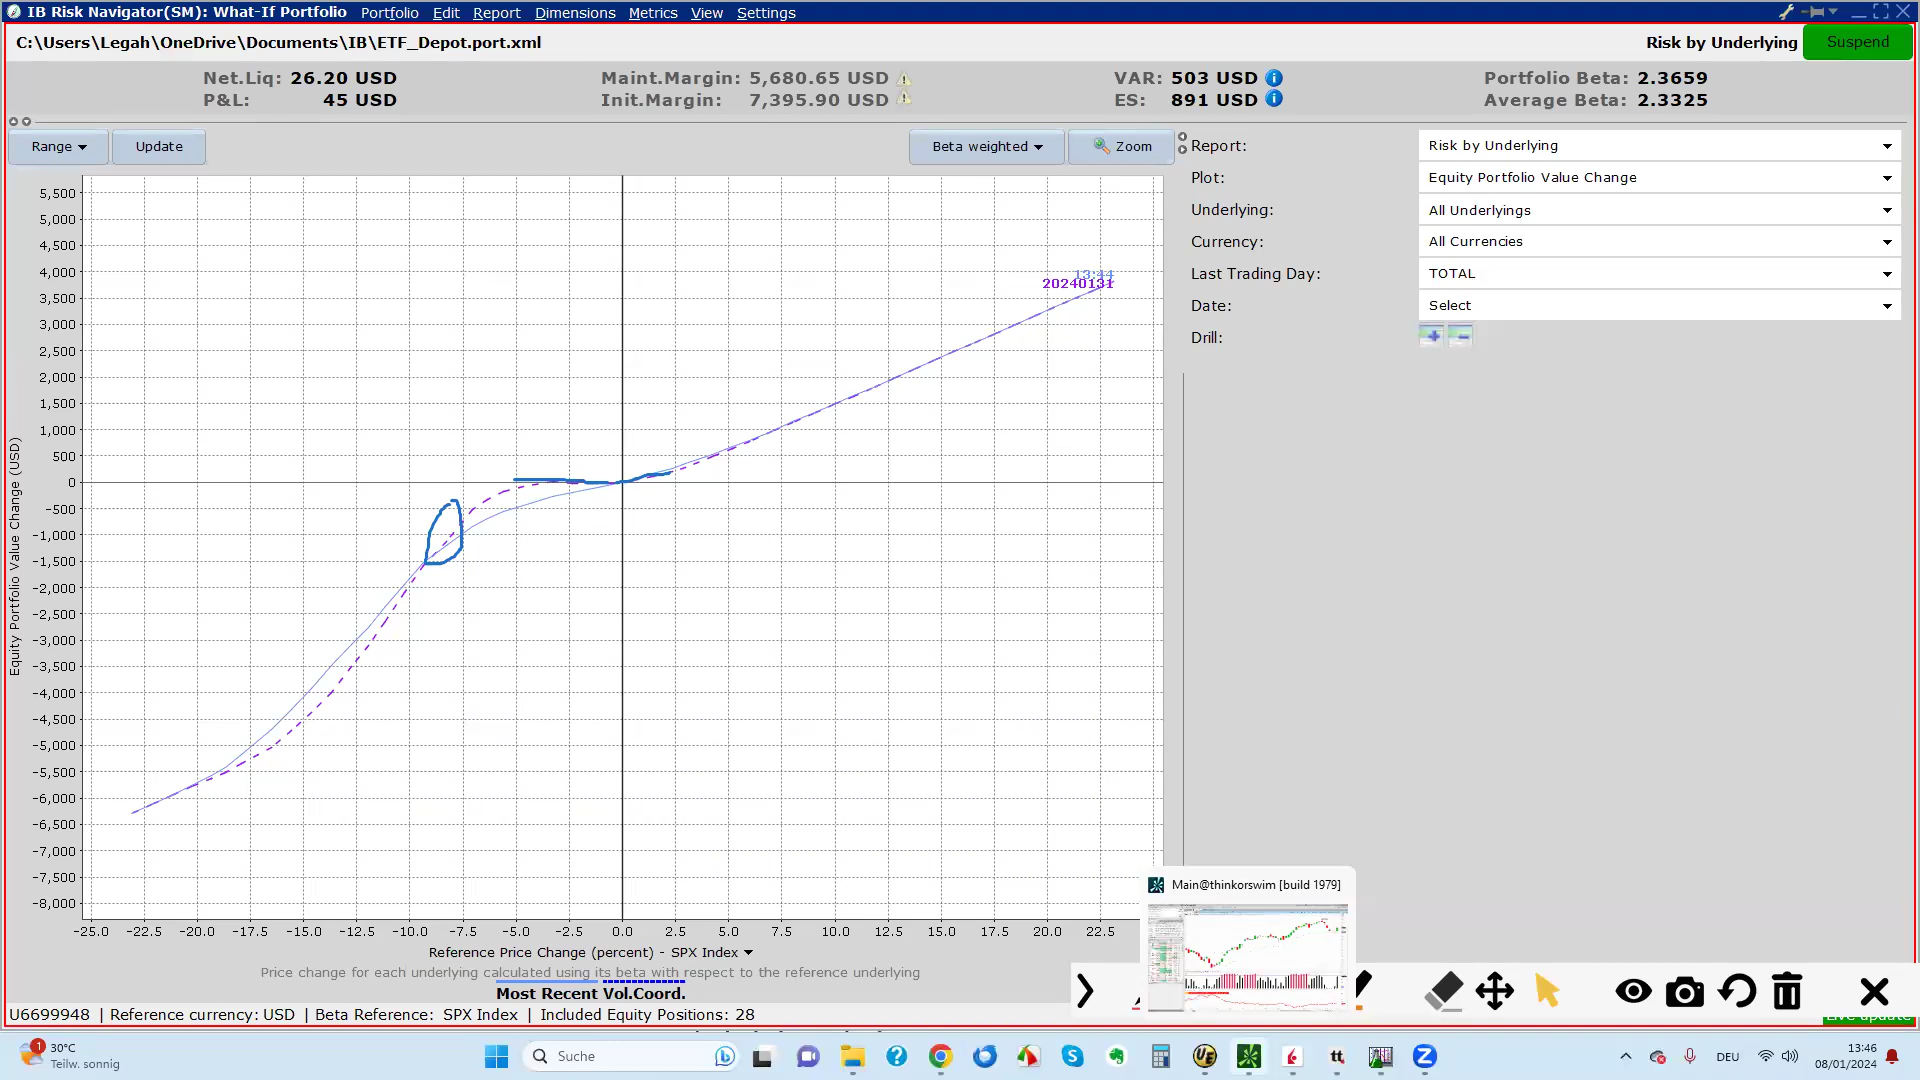 IB Risk Navigator(SM): What-If Portfolio Portfolio Edit Report Dimensions Metrics View Settings
C:\Users\Legah\OneDrive\Documents\IB\ETF_Depot.port.xml
Risk by Underlying
Suspend
Net.Liq: 26.20 USD
P&L: 45 USD
Maint.Margin: 5,680.65 USD
Init.Margin: 7,395.90 USD
VAR: 503 USD
ES: 891 USD
Portfolio Beta: 2.3659
Average Beta: 2.3325
Range
Update
Beta weighted
Zoom
Report: Risk by Underlying
Plot: Equity Portfolio Value Change
Underlying: All Underlyings
Currency: All Currencies
Last Trading Day: TOTAL
Date: Select
Drill:
Equity Portfolio Value Change (USD)
5,500
5,000
4,500
4,000
3,500
3,000
2,500
2,000
1,500
1,000
500
0
-500
-1,000
-1,500
-2,000
-2,500
-3,000
-3,500
-4,000
-4,500
-5,000
-5,500
-6,000
-6,500
-7,000
-7,500
-8,000
13:44
20240131
-25.0 -22.5 -20.0 -17.5 -15.0 -12.5 -10.0 -7.5 -5.0 -2.5 0.0 2.5 5.0 7.5 10.0 12.5 15.0 17.5 20.0 22.5
Reference Price Change (percent) - SPX Index
Price change for each underlying calculated using its beta with respect to the reference underlying
Most Recent Vol.Coord.
Main@thinkorswim [build 1979]
U6699948 | Reference currency: USD | Beta Reference: SPX Index | Included Equity Positions: 28
1
30°C
Teilw. sonnig
Suche
UE
tt
Z
DEU
13:46
08/01/2024